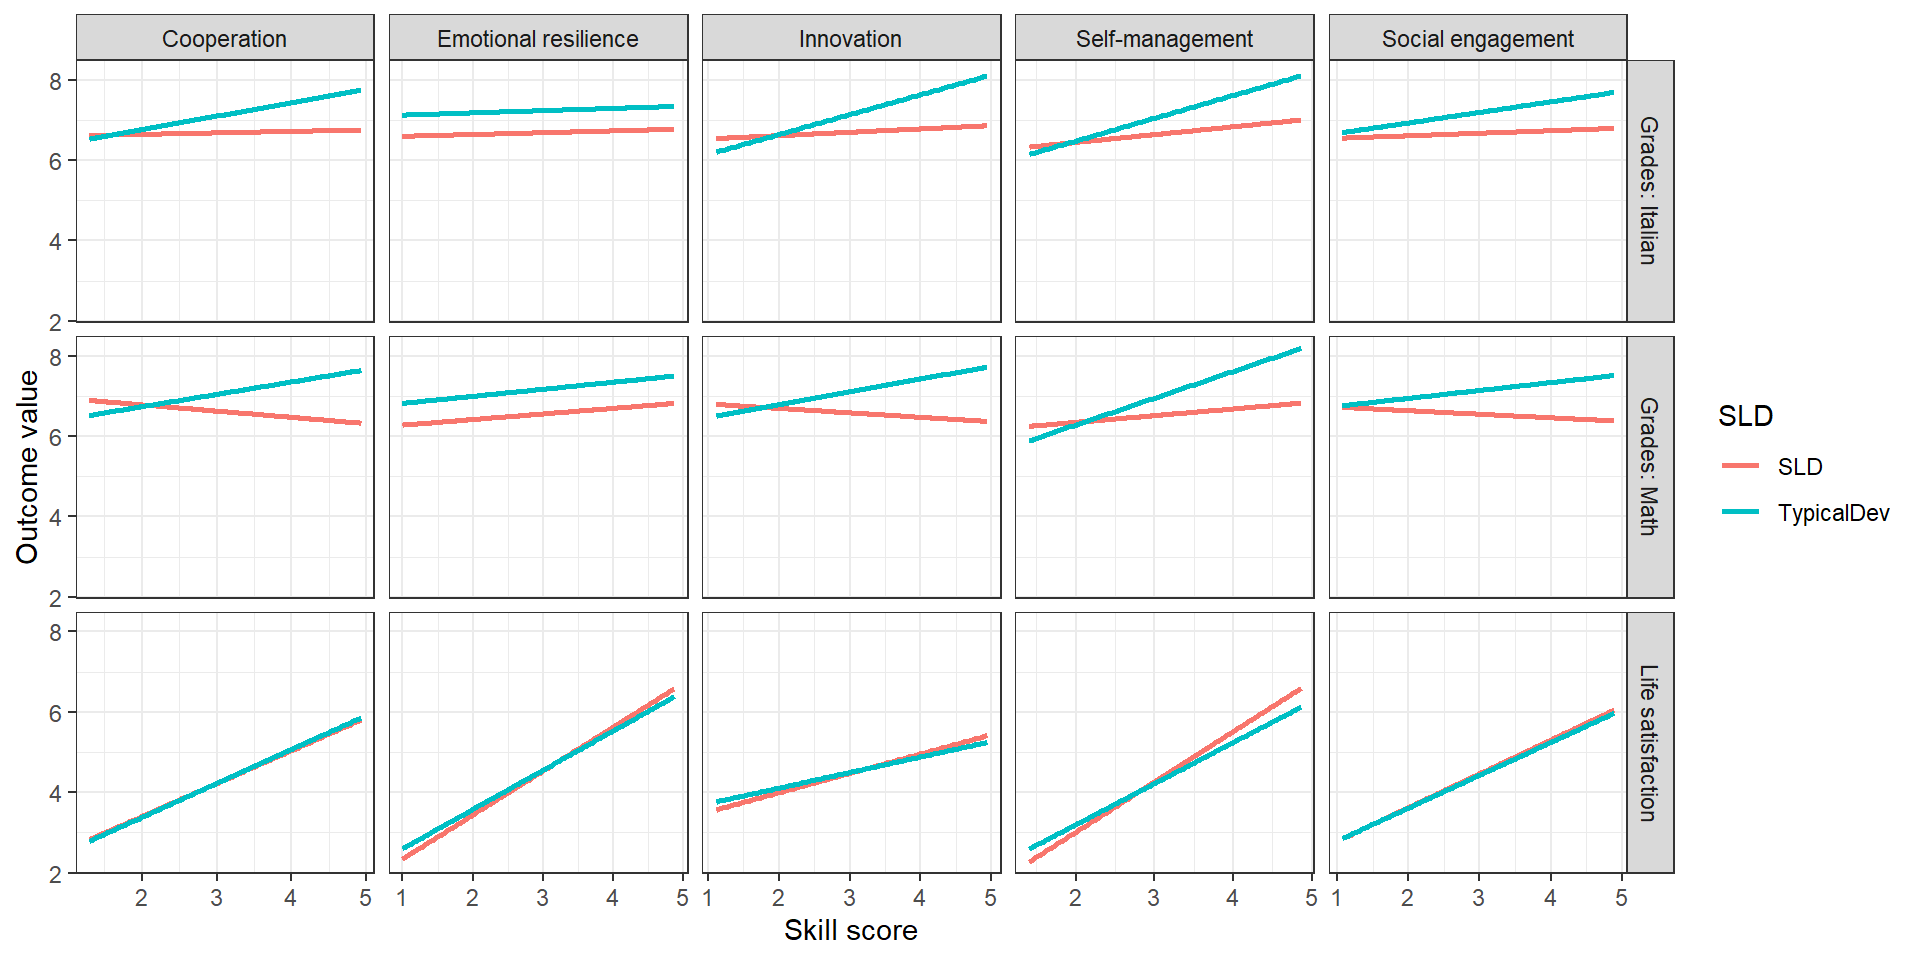 Cooperation Emotional resilience Innovation Self-management Social engagement
8
6
4
2
Grades: Italian
8
6
4
2
Grades: Math
8
6
4
2
Life satisfaction
2 3 4 5 1 2 3 4 5 1 2 3 4 5 2 3 4 5 1 2 3 4 5
Skill score
Outcome value
SLD
SLD
TypicalDev